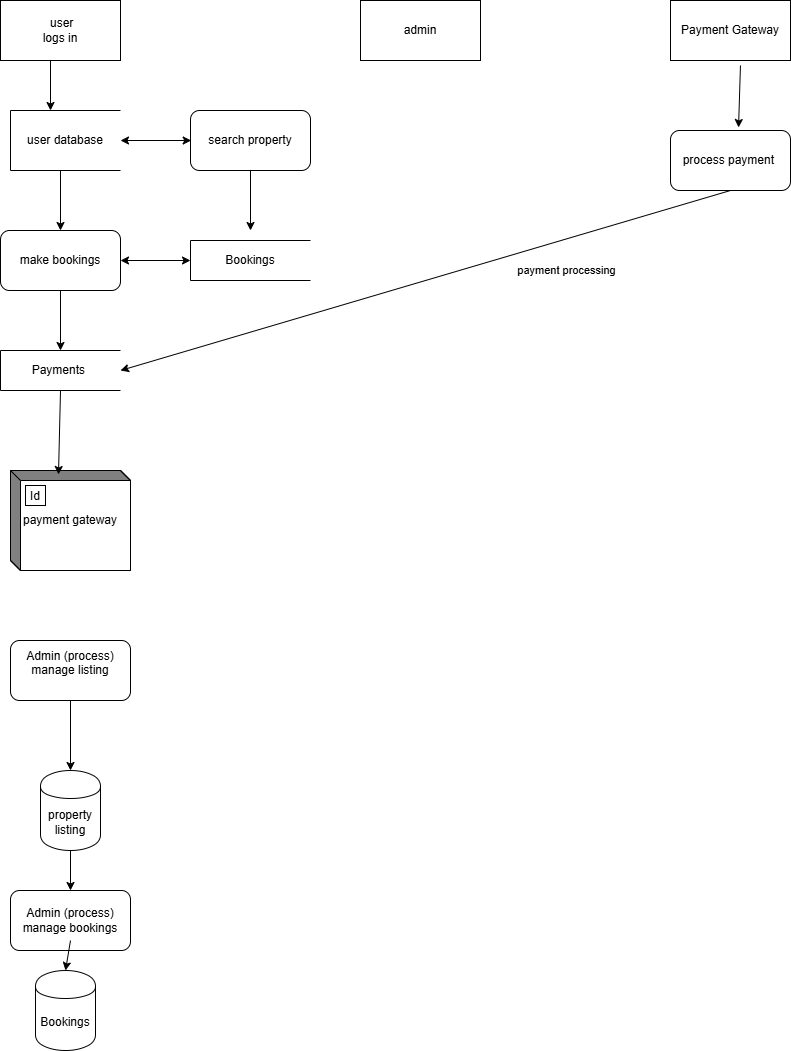 user
logs in
admin
Payment Gateway
user database
search property
process payment
make bookings
Bookings
payment processing
Payments
Id
payment gateway
Admin (process)
manage listing
property
listing
Admin (process)
manage bookings
Bookings